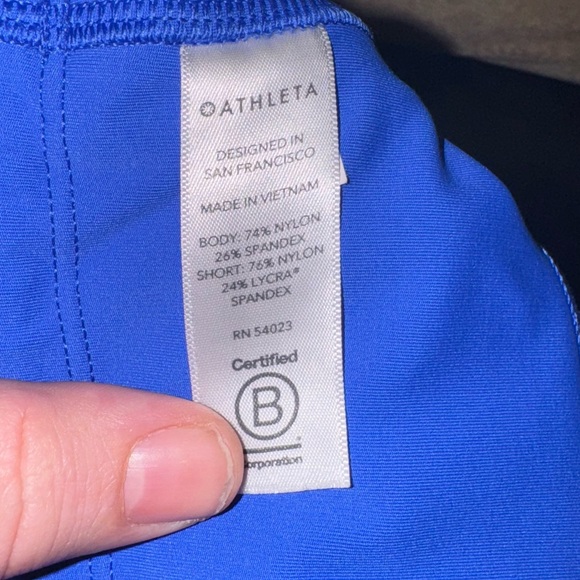 ATHLETA
DESIGNED IN
SAN FRANCISCO
MADE IN VIETNAM
BODY: 74% NYLON
26% SPANDEX
SHORT: 76% NYLON
24% LYCRA®
SPANDEX
RN 54023
Certified
B
orporation